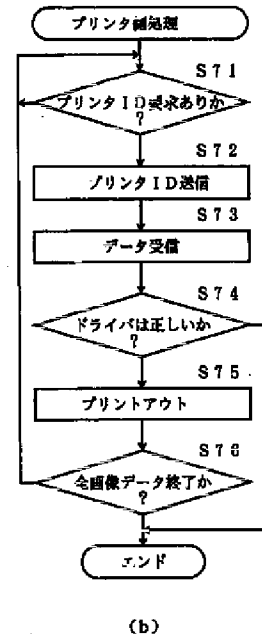 プリンタ側処理
S71
プリンタID要求ありか
?
S72
プリンタID送信
S73
データ受信
S74
ドライバは正しいか
?
S75
プリントアウト
S76
全画像データ終了か
?
エンド
(b)